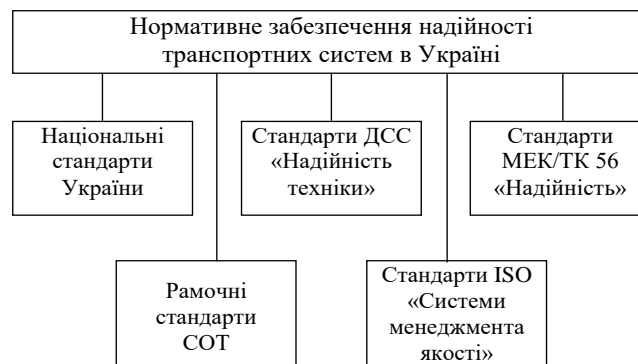 Нормативне забезпечення надійності
транспортних систем в Україні
Національні
стандарти
України
Стандарти ДСС
«Надійність
техніки»
Стандарти
МЕК/ТК 56
«Надійність»
Рамочні
стандарти
СОТ
Стандарти ISO
«Системи
менеджмента
якості»